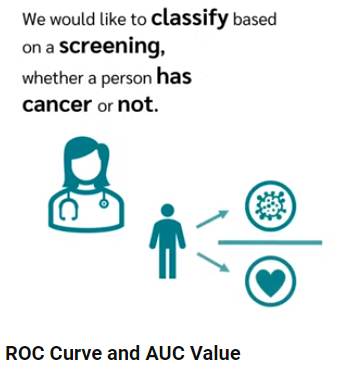 We would like to classify based
on a screening,
whether a person has
cancer or not.
ROC Curve and AUC Value